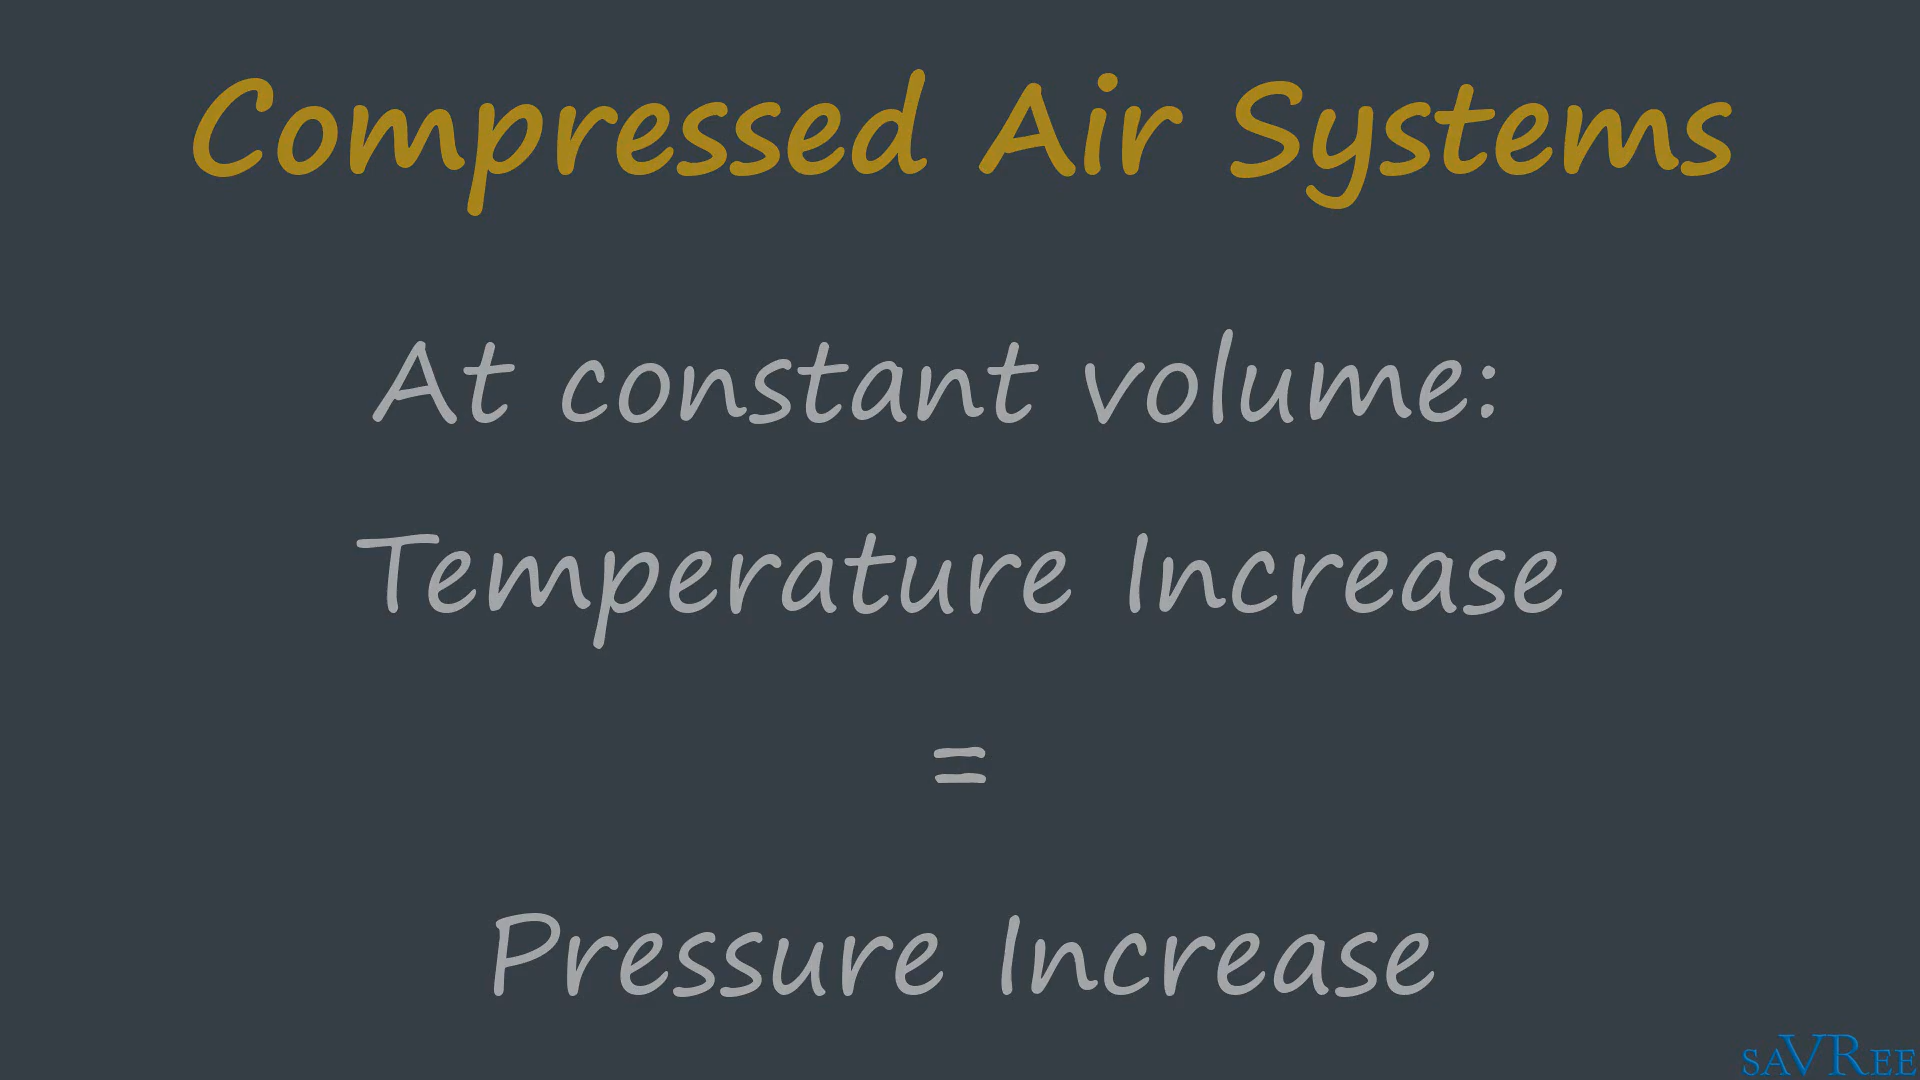 Compressed Air Systems
At constant volume:
Temperature Increase
=
Pressure Increase
saVRee